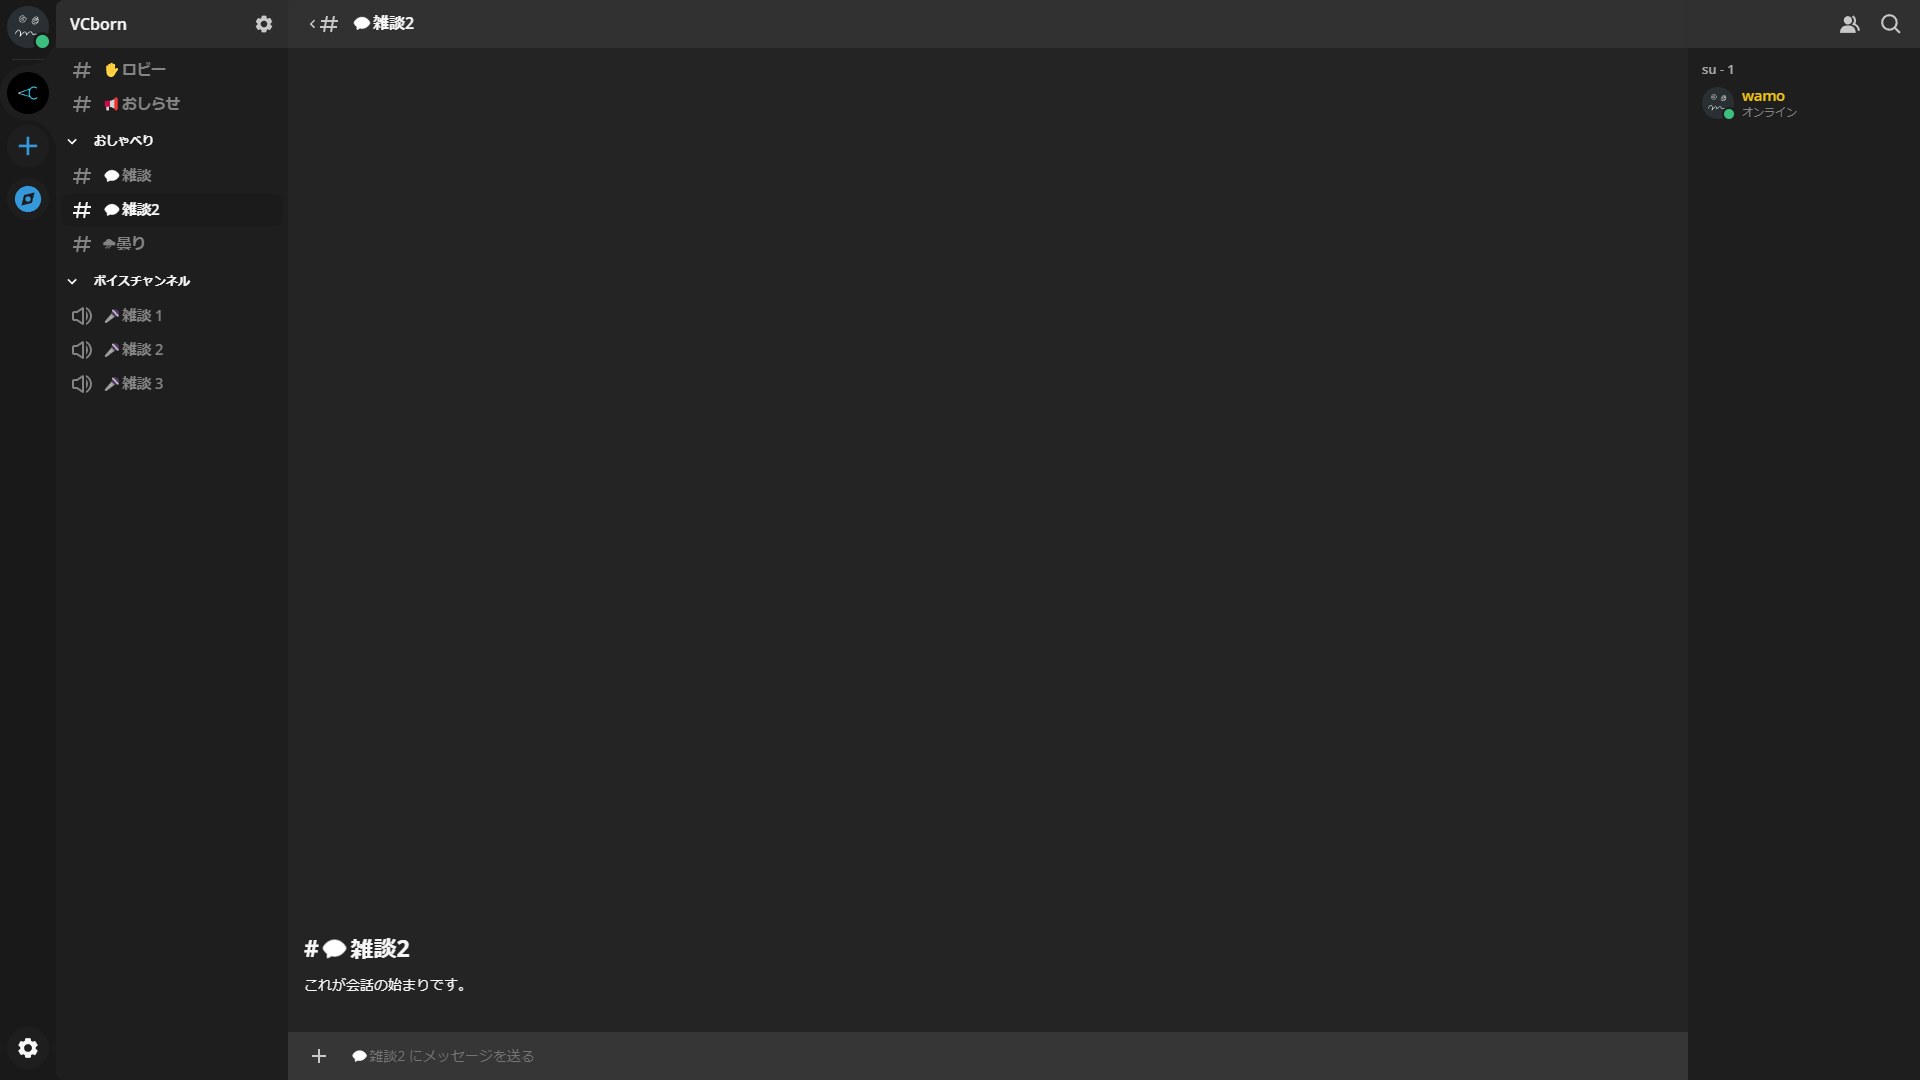 VCborn
# ✋ロビー
# 📢おしらせ
おしゃべり
# 💬雑談
# 💬雑談2
# 🌧曇り
ボイスチャンネル
🎤雑談 1
🎤雑談 2
🎤雑談 3
# 💬雑談2
#💬雑談2
これが会話の始まりです。
💬雑談2 にメッセージを送る
su - 1
wamo
オンライン